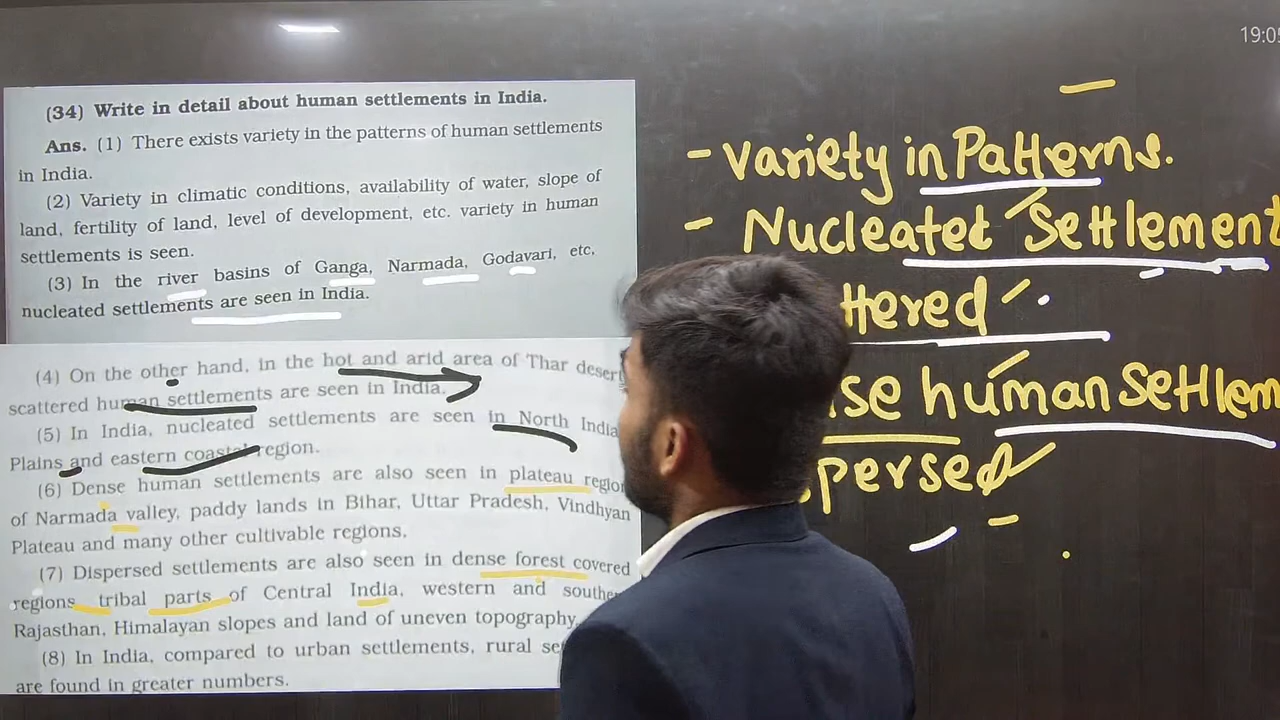 19:05
(34) Write in detail about human settlements in India.
Ans. (1) There exists variety in the patterns of human settlements
in India.
(2) Variety in climatic conditions, availability of water, slope of
land, fertility of land, level of development, etc. variety in human
settlements is seen.
(3) In the river basins of Ganga, Narmada, Godavari, etc.
nucleated settlements are seen in India.
(4) On the other hand, in the hot and arid area of Thar desert
scattered human settlements are seen in India.
(5) In India, nucleated settlements are seen in North India
Plains and eastern coastal region.
(6) Dense human settlements are also seen in plateau
of Narmada valley, paddy lands in Bihar, Uttar Pradesh, Vindhyan
Plateau and many other cultivable regions.
(7) Dispersed settlements are also seen in dense forest covered
regions tribal parts of Central India, western and
Rajasthan, Himalayan slopes and land of uneven topography.
(8) In India, compared to urban settlements, rural
are found in greater numbers.
- Variety in Patterns.
- Nucleated Settlement
ttered
se human Settlem
persed